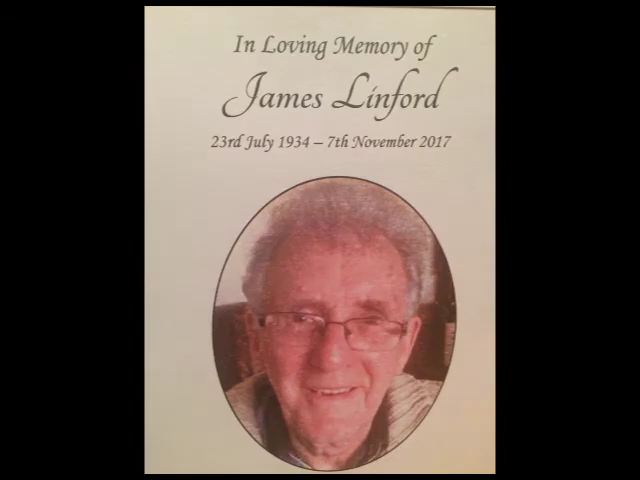 In Loving Memory of
James Linford
23rd July 1934 – 7th November 2017